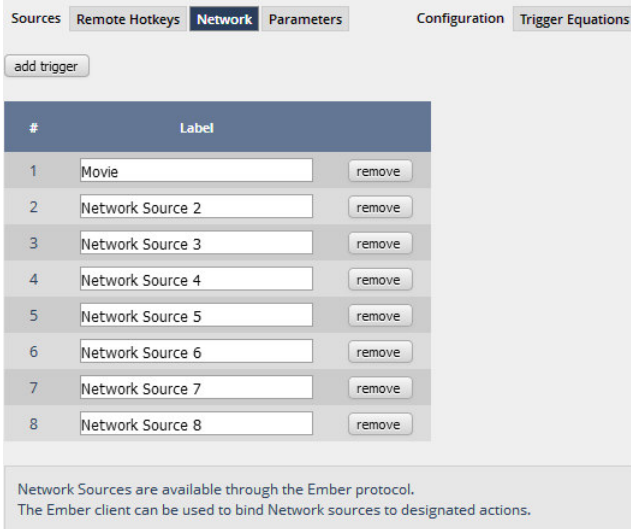 Sources Remote Hotkeys Network Parameters Configuration Trigger Equations
add trigger
# Label
1 Movie remove
2 Network Source 2 remove
3 Network Source 3 remove
4 Network Source 4 remove
5 Network Source 5 remove
6 Network Source 6 remove
7 Network Source 7 remove
8 Network Source 8 remove
Network Sources are available through the Ember protocol.
The Ember client can be used to bind Network sources to designated actions.